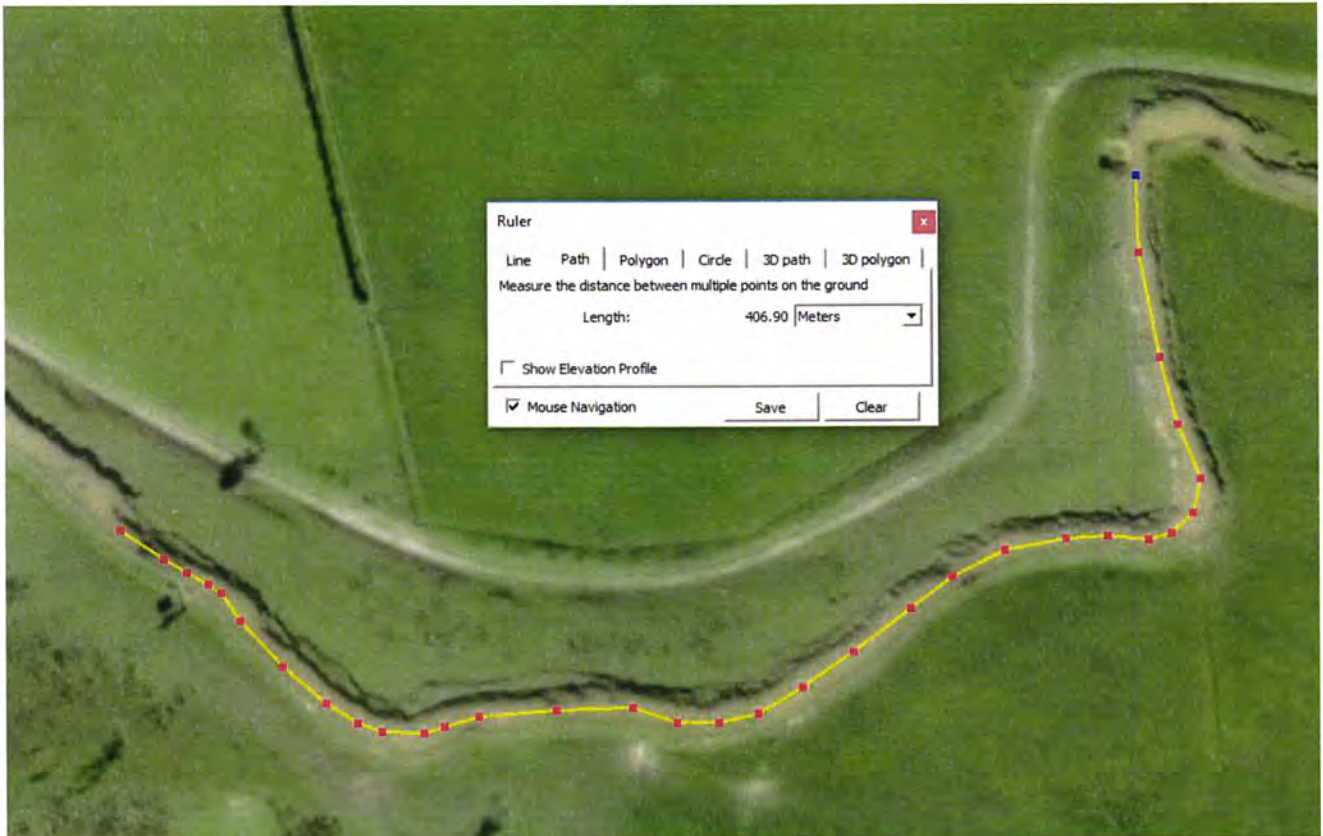 Ruler x
Line Path Polygon Circle 3D path 3D polygon
Measure the distance between multiple points on the ground
Length: 406.90 Meters
Show Elevation Profile
Mouse Navigation Save Clear